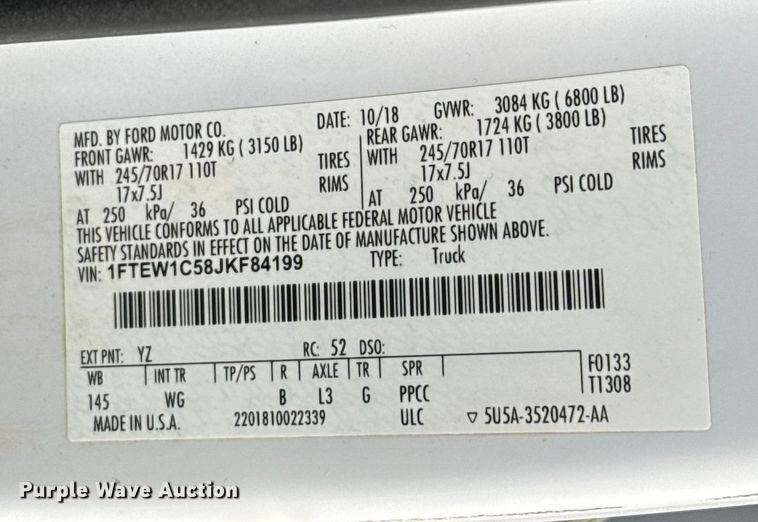 MFD. BY FORD MOTOR CO. DATE: 10/18 GVWR: 3084 KG ( 6800 LB)
FRONT GAWR: 1429 KG ( 3150 LB) REAR GAWR: 1724 KG ( 3800 LB)
WITH 245/70R17 110T TIRES WITH 245/70R17 110T TIRES
17x7.5J RIMS 17x7.5J RIMS
AT 250 kPa/ 36 PSI COLD AT 250 kPa/ 36 PSI COLD
THIS VEHICLE CONFORMS TO ALL APPLICABLE FEDERAL MOTOR VEHICLE
SAFETY STANDARDS IN EFFECT ON THE DATE OF MANUFACTURE SHOWN ABOVE.
VIN: 1FTEW1C58JKF84199 TYPE: Truck
EXT PNT: YZ RC: 52 DSO:
WB INT TR TP/PS R AXLE TR SPR F0133
145 WG B L3 G PPCC T1308
MADE IN U.S.A. 2201810022339 ULC ▽ 5U5A-3520472-AA
Purple Wave Auction